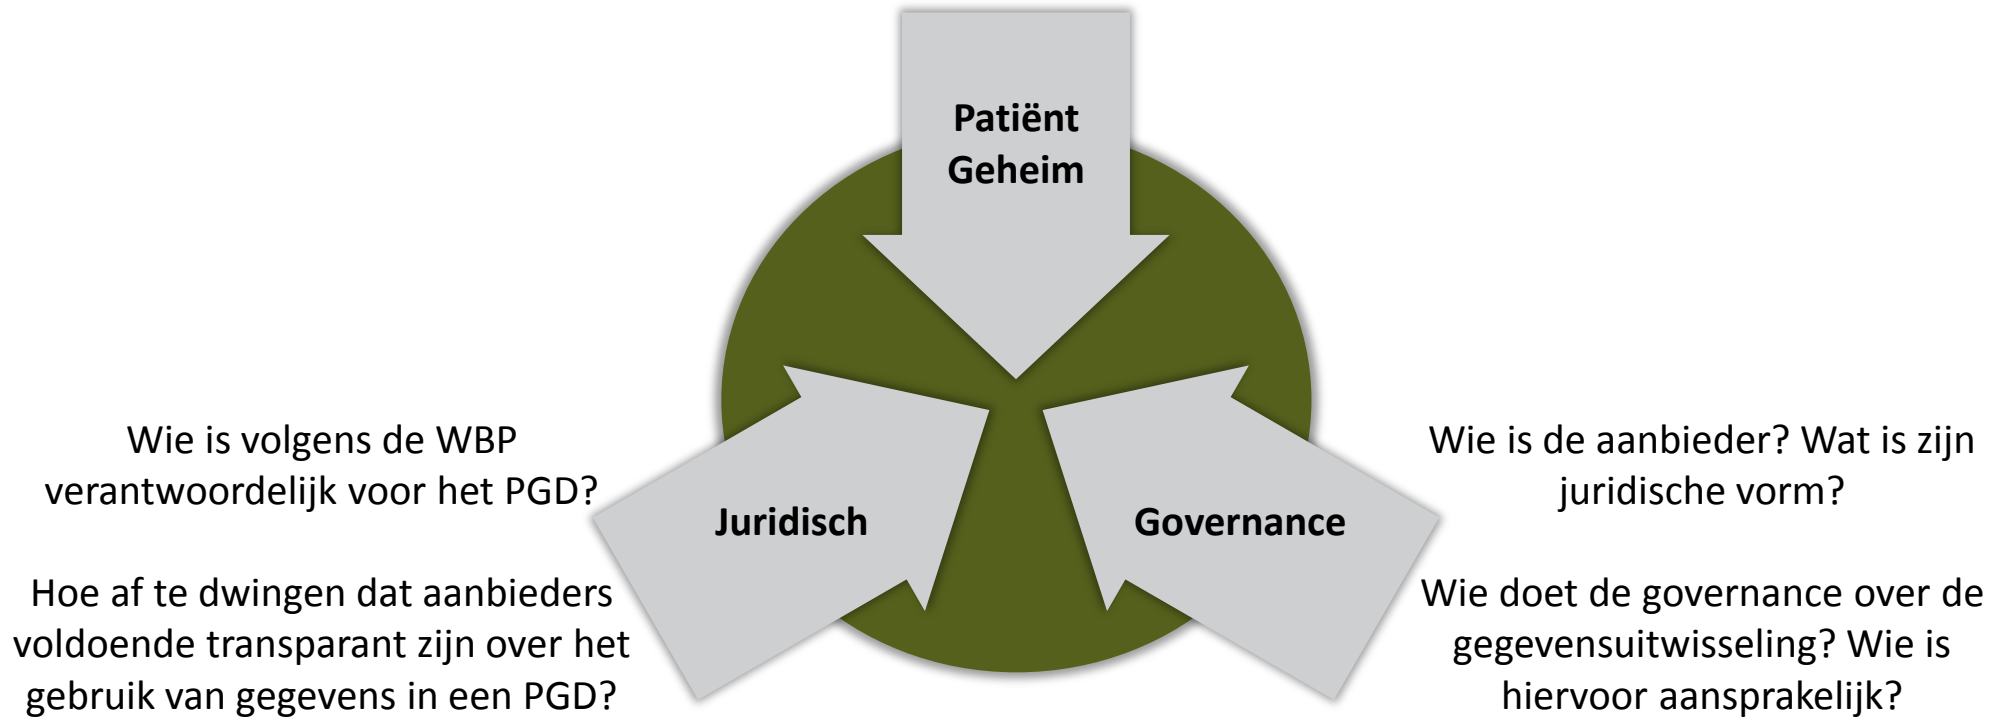 Patiënt
Geheim
Wie is volgens de WBP
verantwoordelijk voor het PGD?
Hoe af te dwingen dat aanbieders
voldoende transparant zijn over het
gebruik van gegevens in een PGD?
Juridisch
Governance
Wie is de aanbieder? Wat is zijn
juridische vorm?
Wie doet de governance over de
gegevensuitwisseling? Wie is
hiervoor aansprakelijk?